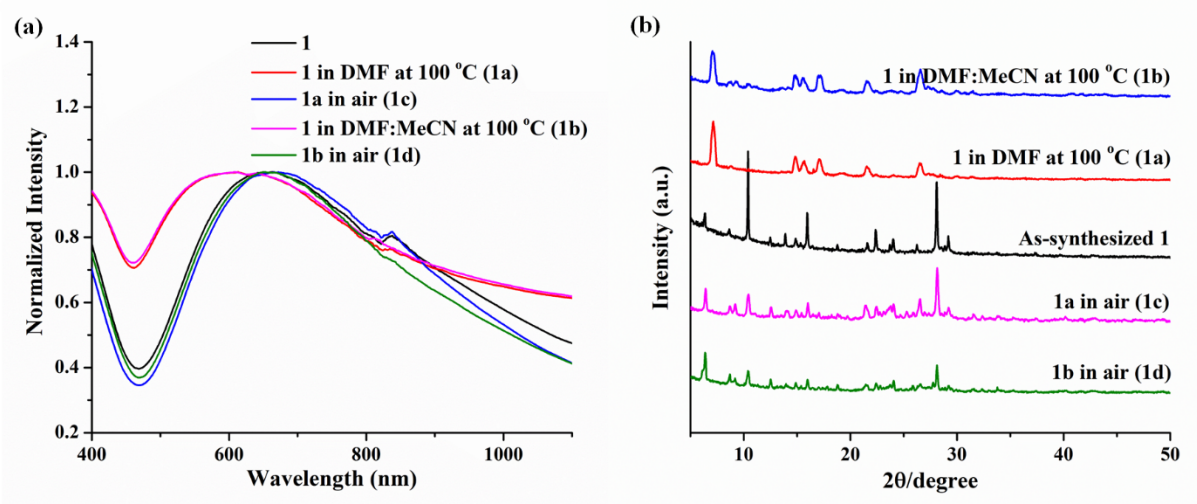 (a)
1.4
1.2
1.0
0.8
0.6
0.4
0.2
Normalized Intensity
400
600
800
1000
Wavelength (nm)
1
1 in DMF at 100 °C (1a)
1a in air (1c)
1 in DMF:MeCN at 100 °C (1b)
1b in air (1d)
(b)
Intensity (a.u.)
1 in DMF:MeCN at 100 °C (1b)
1 in DMF at 100 °C (1a)
As-synthesized 1
1a in air (1c)
1b in air (1d)
10
20
30
40
50
2θ/degree